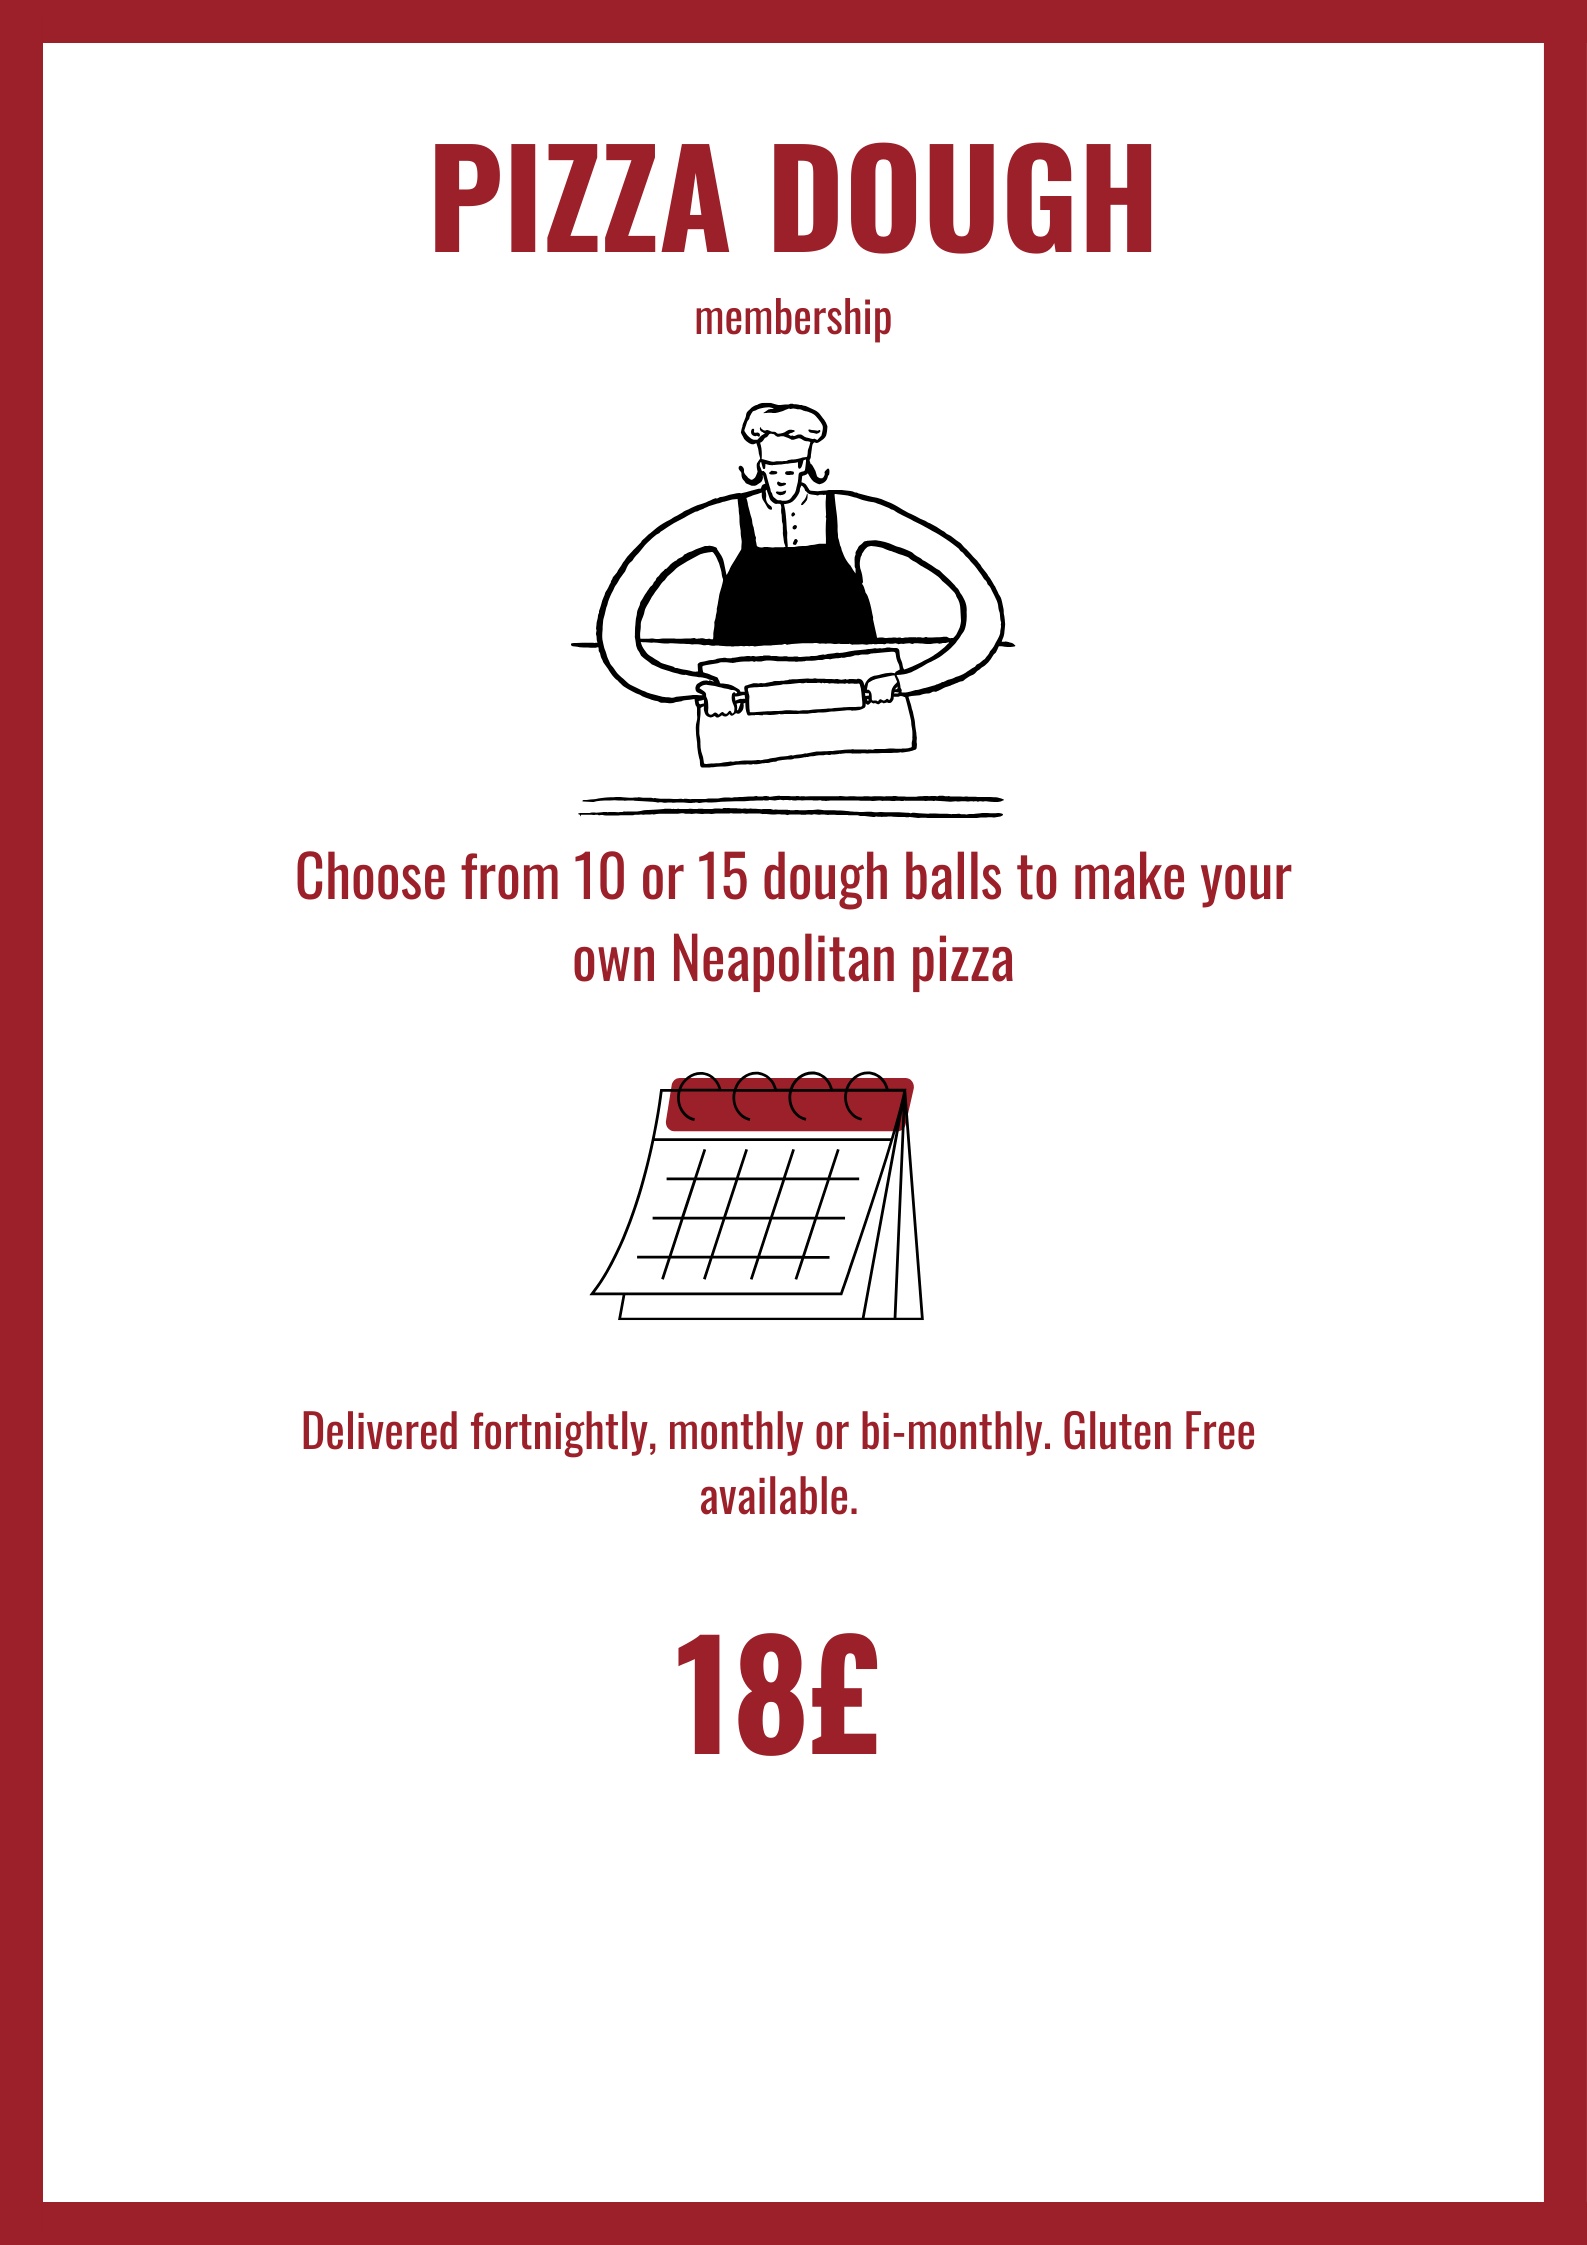 PIZZA DOUGH
membership
Choose from 10 or 15 dough balls to make your
own Neapolitan pizza
Delivered fortnightly, monthly or bi-monthly. Gluten Free
available.
18£